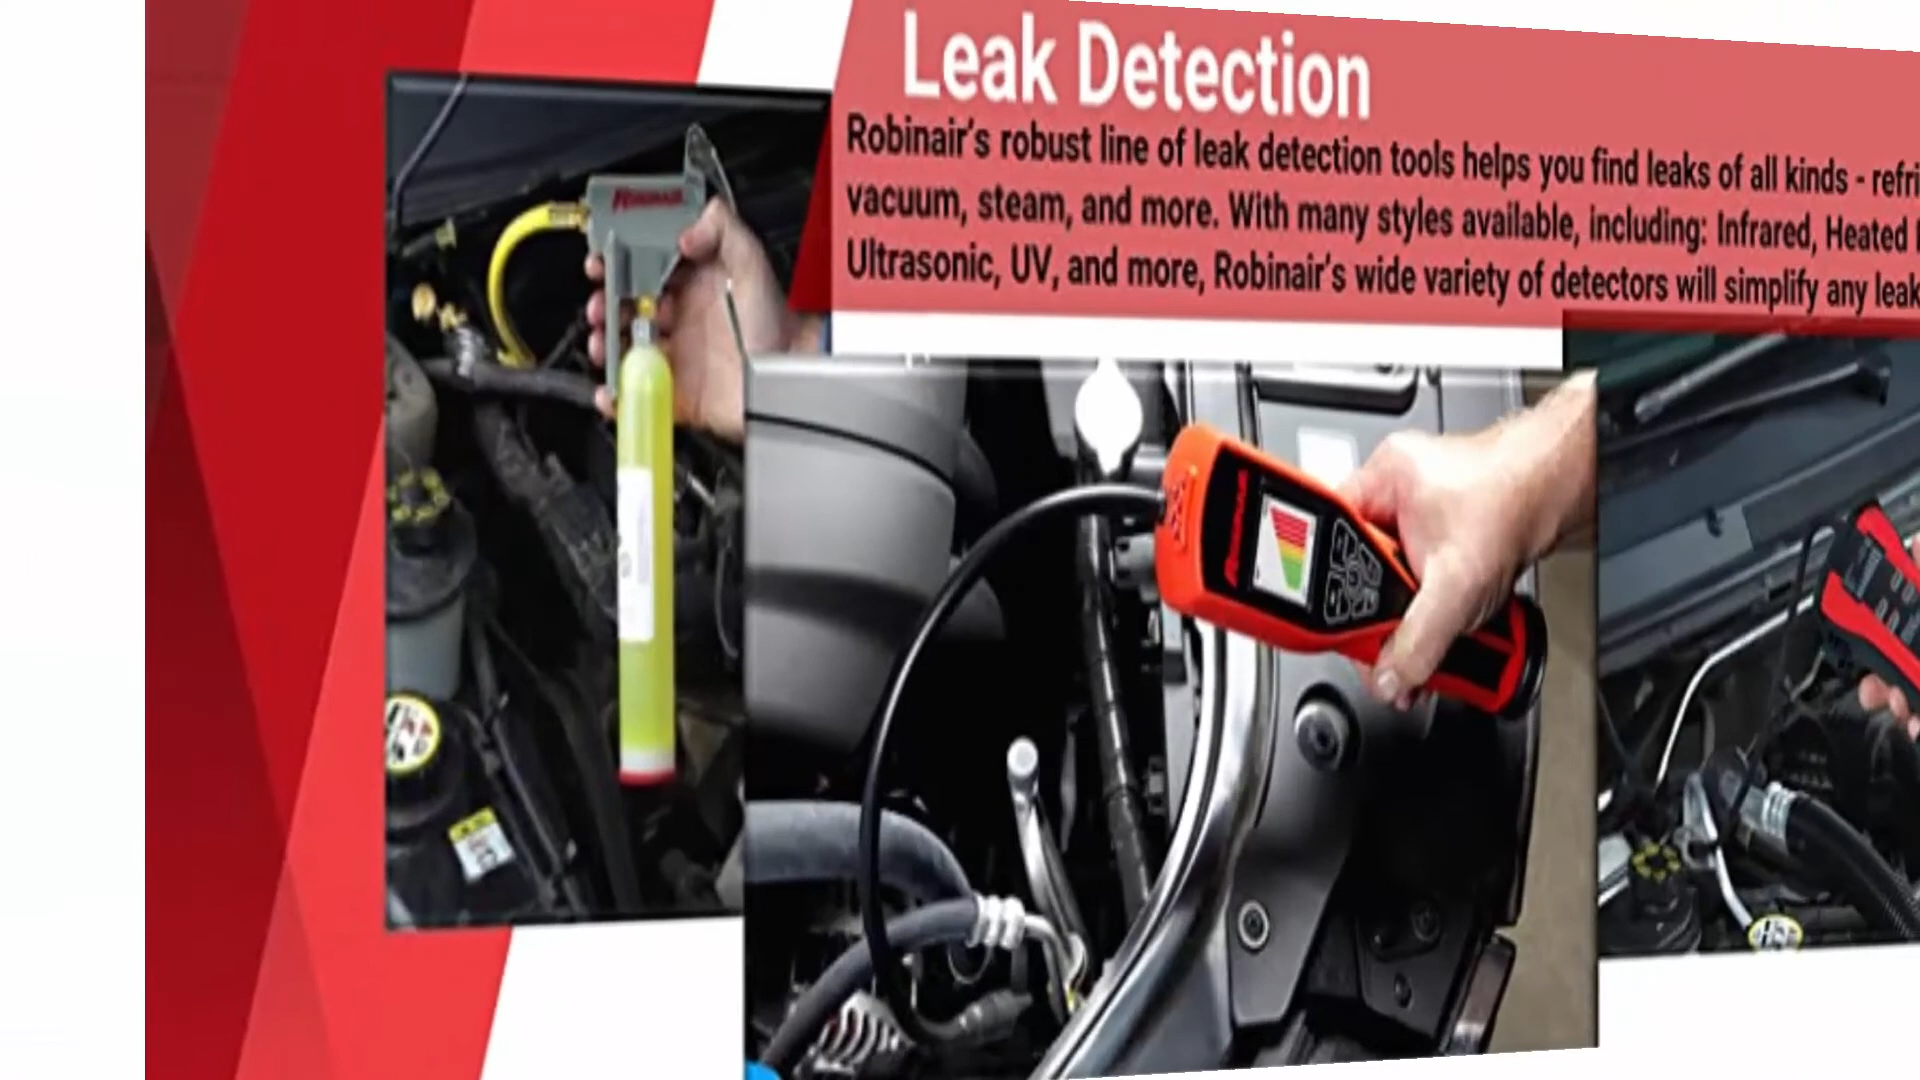 Leak Detection
Robinair's robust line of leak detection tools helps you find leaks of all kinds - refri
vacuum, steam, and more. With many styles available, including: Infrared, Heated
Ultrasonic, UV, and more, Robinair's wide variety of detectors will simplify any leak
ROBINAIR
ROBINAIR